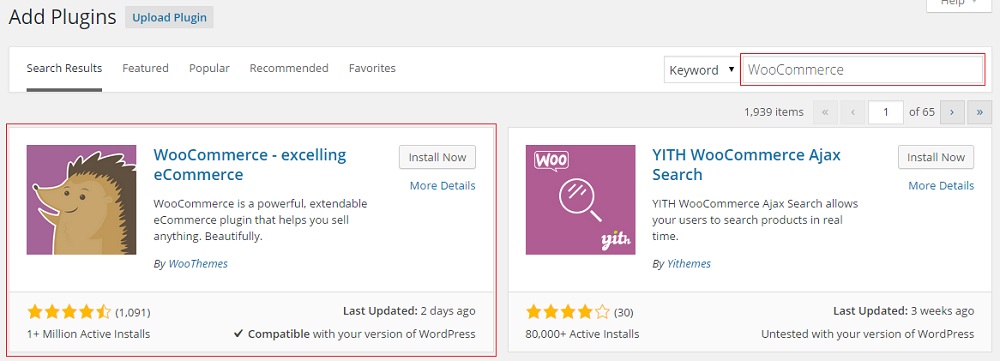 Add Plugins Upload Plugin Help
Search Results Featured Popular Recommended Favorites Keyword WooCommerce
1,939 items « ‹ 1 of 65 › »
WooCommerce - excelling
eCommerce
Install Now
More Details
WooCommerce is a powerful, extendable
eCommerce plugin that helps you sell
anything. Beautifully.
By WooThemes
(1,091) Last Updated: 2 days ago
1+ Million Active Installs Compatible with your version of WordPress
WOO
yith
YITH WooCommerce Ajax
Search
Install Now
More Details
YITH WooCommerce Ajax Search allows
your users to search products in real
time.
By Yithemes
(30) Last Updated: 3 weeks ago
80,000+ Active Installs Untested with your version of WordPress